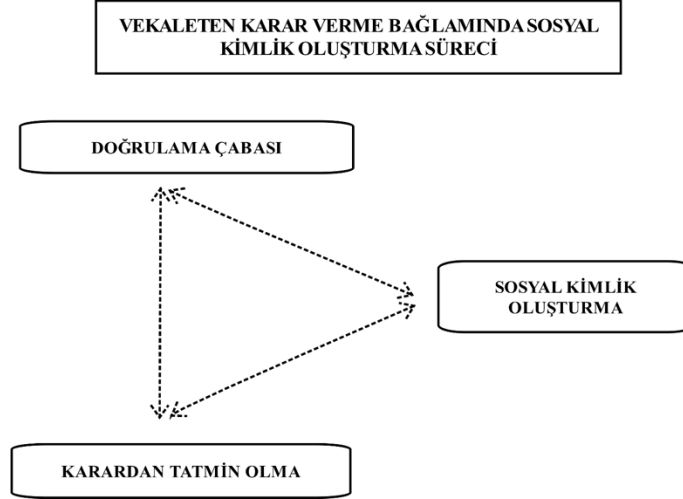 VEKALETEN KARAR VERME BAĞLAMINDA SOSYAL
KİMLİK OLUŞTURMA SÜRECİ
DOĞRULAMA ÇABASI
SOSYAL KİMLİK
OLUŞTURMA
KARARDAN TATMİN OLMA